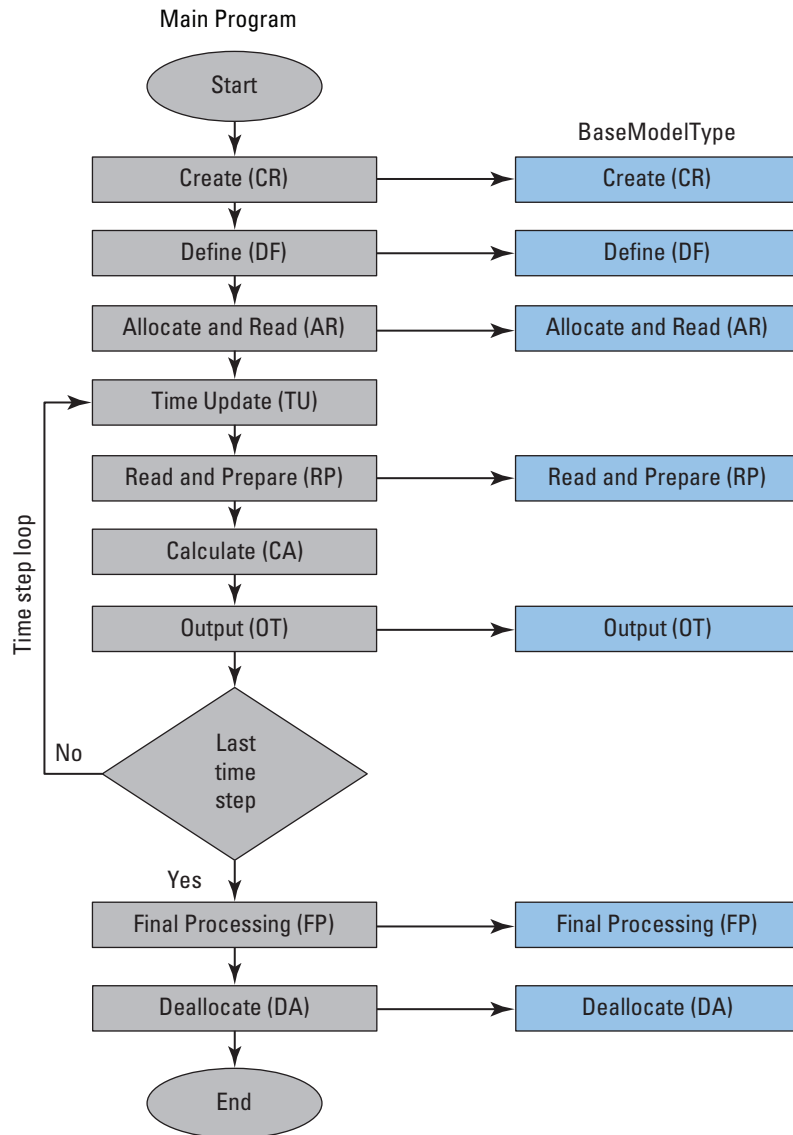 Main Program
Start
BaseModelType
Create (CR)
Create (CR)
Define (DF)
Define (DF)
Allocate and Read (AR)
Allocate and Read (AR)
Time Update (TU)
Read and Prepare (RP)
Read and Prepare (RP)
Time step loop
Calculate (CA)
Output (OT)
Output (OT)
Last
time
step
No
Yes
Final Processing (FP)
Final Processing (FP)
Deallocate (DA)
Deallocate (DA)
End